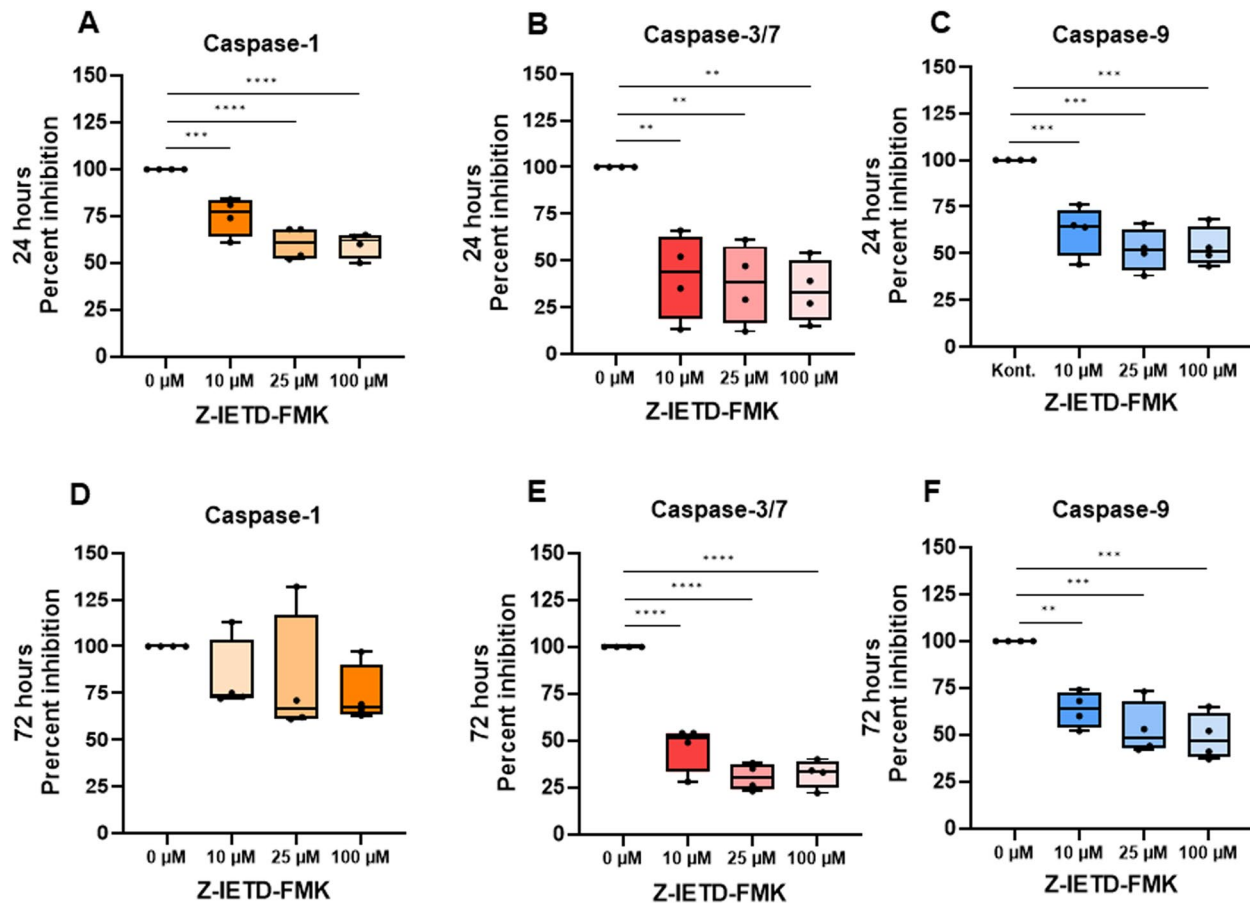 A
Caspase-1
24 hours
Percent inhibition
150
125
100
75
50
25
0
****
****
***
0 µM 10 µM 25 µM 100 µM
Z-IETD-FMK
B
Caspase-3/7
24 hours
Percent inhibition
150
125
100
75
50
25
0
**
**
**
0 µM 10 µM 25 µM 100 µM
Z-IETD-FMK
C
Caspase-9
24 hours
Percent inhibition
150
100
50
0
***
***
***
Kont. 10 µM 25 µM 100 µM
Z-IETD-FMK
D
Caspase-1
72 hours
Prercent inhibition
150
125
100
75
50
25
0
0 µM 10 µM 25 µM 100 µM
Z-IETD-FMK
E
Caspase-3/7
72 hours
Percent inhibition
150
125
100
75
50
25
0
****
****
****
0 µM 10 µM 25 µM 100 µM
Z-IETD-FMK
F
Caspase-9
72 hours
Percent inhibition
150
100
50
0
***
***
**
0 µM 10 µM 25 µM 100 µM
Z-IETD-FMK